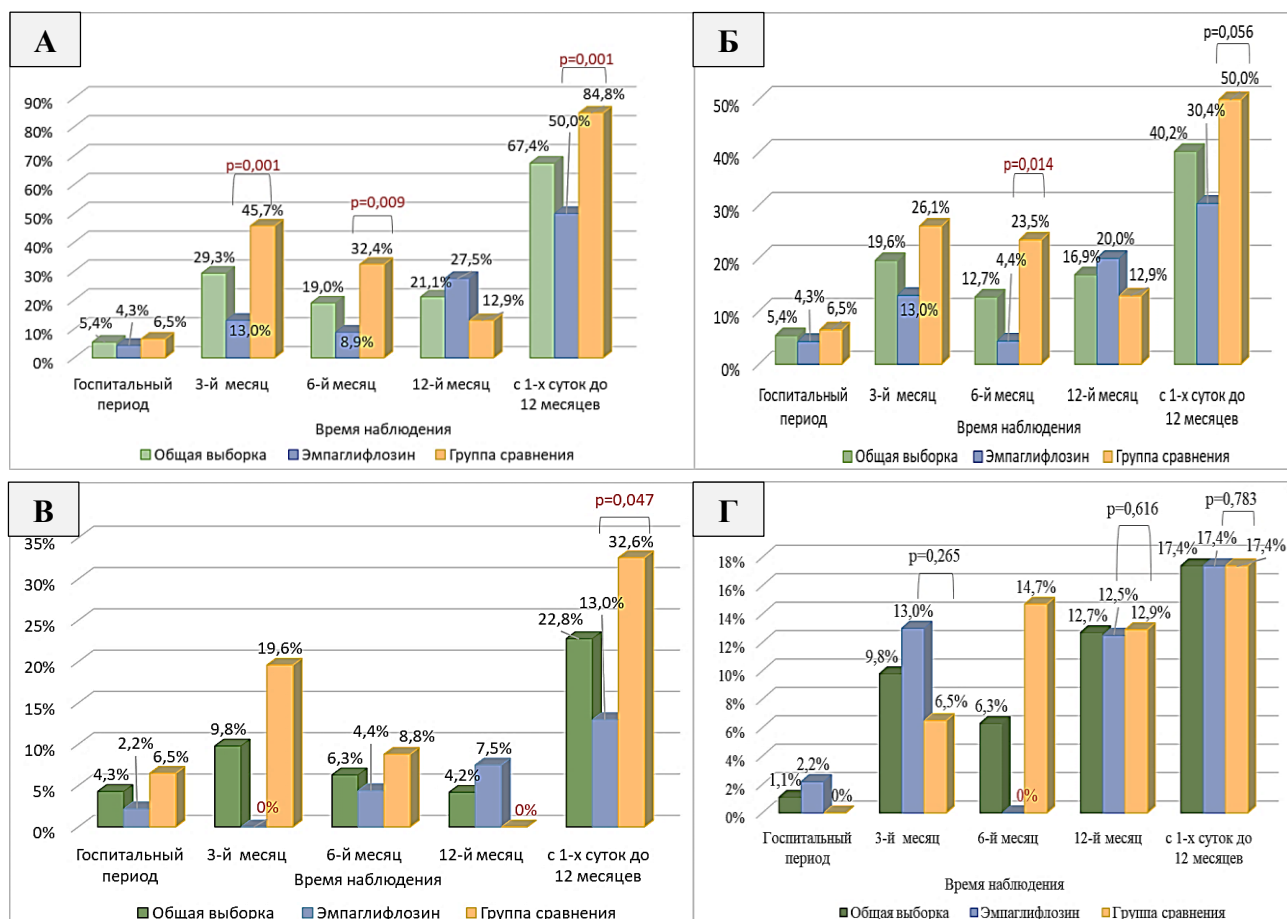 А
p=0,001
90%
80%
70%
60%
50%
40%
30%
20%
10%
0%
5,4%
4,3%
6,5%
29,3%
13,0%
45,7%
p=0,001
19,0%
8,9%
32,4%
p=0,009
21,1%
27,5%
12,9%
67,4%
50,0%
84,8%
Госпитальный
период
3-й месяц
6-й месяц
12-й месяц
с 1-х суток до
12 месяцев
Время наблюдения
Общая выборка
Эмпаглифлозин
Группа сравнения
Б
p=0,056
50%
40%
30%
20%
10%
0%
5,4%
4,3%
6,5%
19,6%
13,0%
26,1%
12,7%
4,4%
23,5%
p=0,014
16,9%
20,0%
12,9%
40,2%
30,4%
50,0%
Госпитальный
период
3-й месяц
6-й месяц
12-й месяц
с 1-х суток до
12 месяцев
Время наблюдения
Общая выборка
Эмпаглифлозин
Группа сравнения
В
p=0,047
35%
30%
25%
20%
15%
10%
5%
0%
4,3%
2,2%
6,5%
9,8%
0%
19,6%
6,3%
4,4%
8,8%
4,2%
7,5%
0%
22,8%
13,0%
32,6%
Госпитальный
период
3-й месяц
6-й месяц
12-й месяц
с 1-х суток до
12 месяцев
Время наблюдения
Общая выборка
Эмпаглифлозин
Группа сравнения
Г
p=0,265
p=0,616
p=0,783
18%
16%
14%
12%
10%
8%
6%
4%
2%
0%
1,1%
2,2%
0%
9,8%
13,0%
6,5%
6,3%
0%
14,7%
12,7%
12,5%
12,9%
17,4%
17,4%
17,4%
Госпитальный
период
3-й месяц
6-й месяц
12-й месяц
с 1-х суток до
12 месяцев
Время наблюдения
Общая выборка
Эмпаглифлозин
Группа сравнения